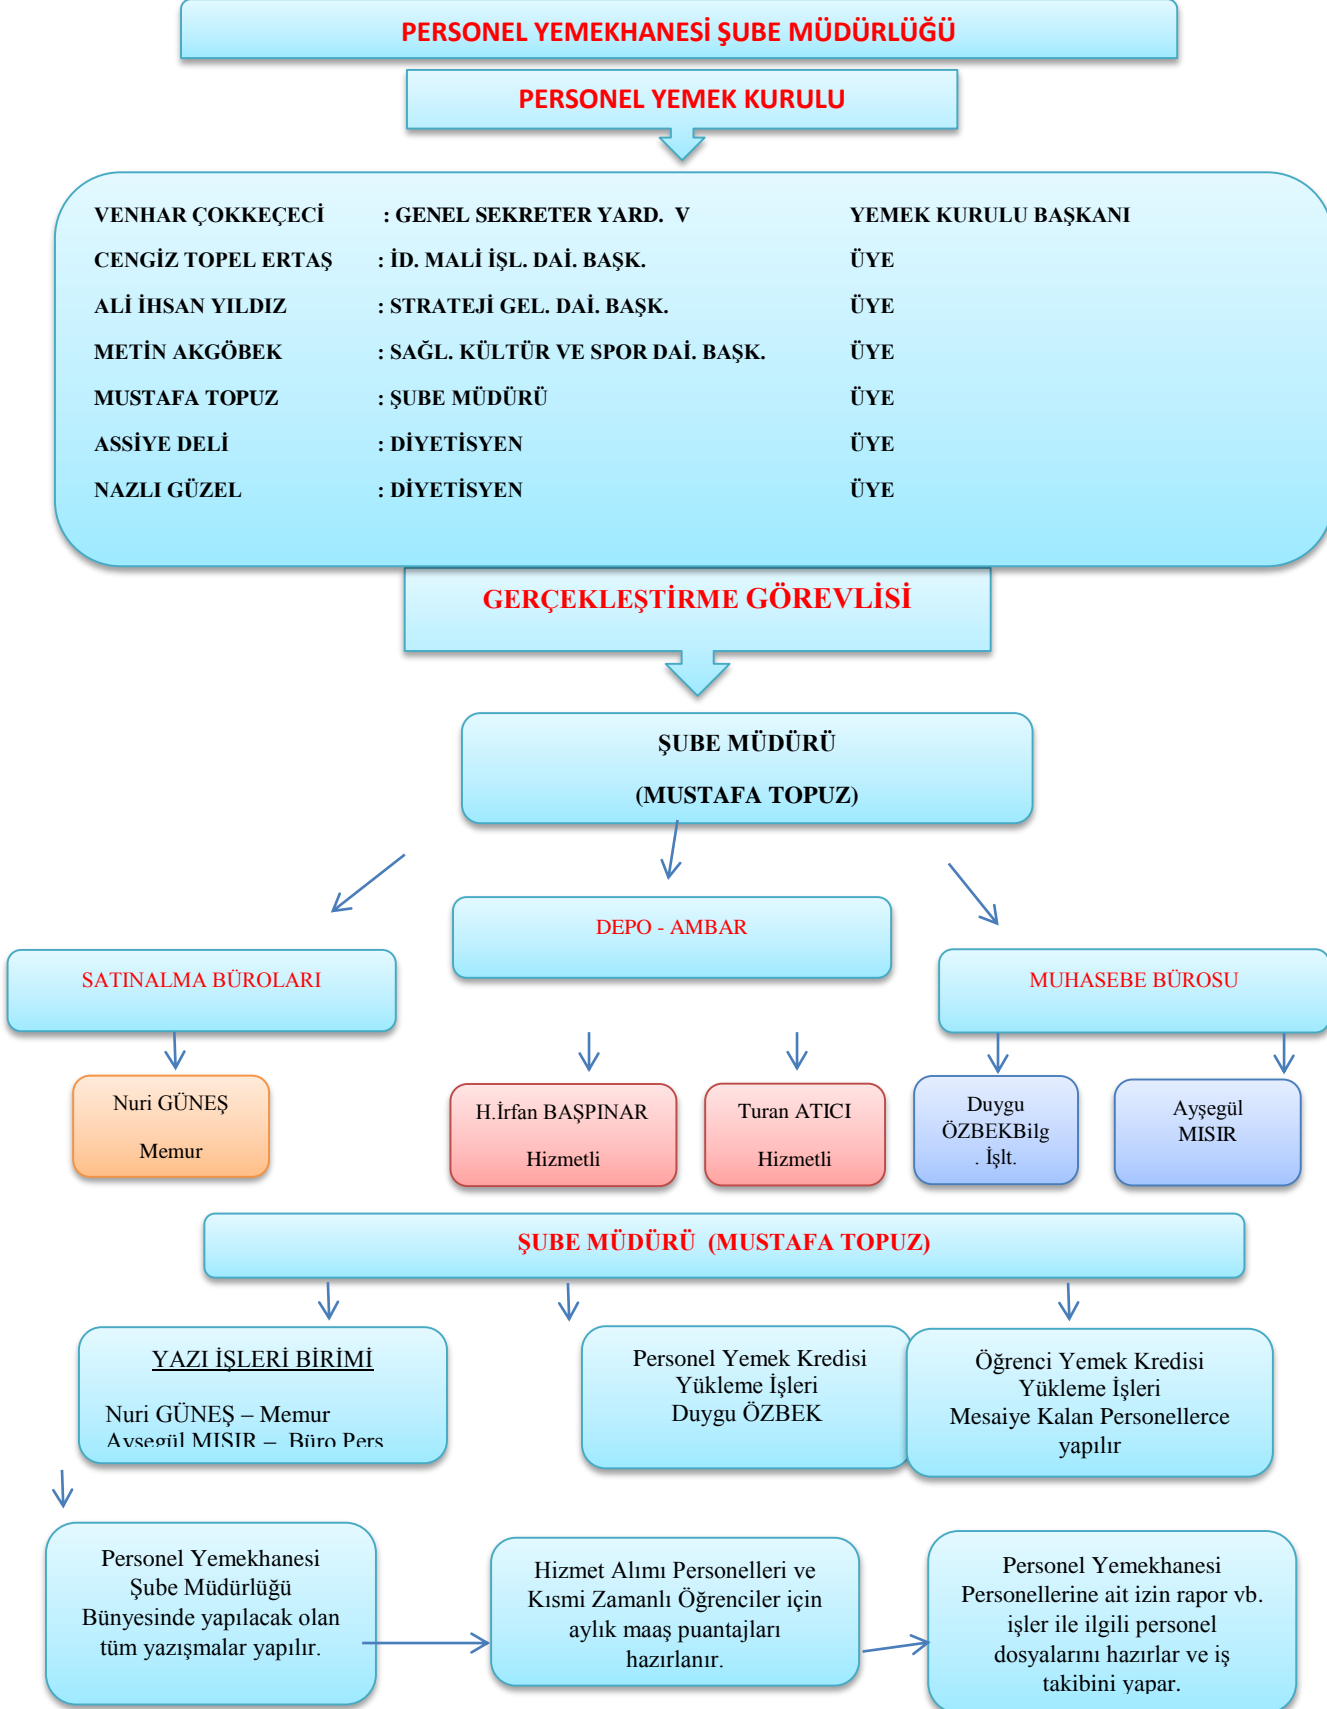 PERSONEL YEMEKHANESİ ŞUBE MÜDÜRLÜĞÜ
PERSONEL YEMEK KURULU
VENHAR ÇOKKEÇECİ : GENEL SEKRETER YARD. V YEMEK KURULU BAŞKANI
CENGİZ TOPEL ERTAŞ : İD. MALİ İŞL. DAİ. BAŞK. ÜYE
ALİ İHSAN YILDIZ : STRATEJİ GEL. DAİ. BAŞK. ÜYE
METİN AKGÖBEK : SAĞL. KÜLTÜR VE SPOR DAİ. BAŞK. ÜYE
MUSTAFA TOPUZ : ŞUBE MÜDÜRÜ ÜYE
ASSİYE DELİ : DİYETİSYEN ÜYE
NAZLI GÜZEL : DİYETİSYEN ÜYE
GERÇEKLEŞTİRME GÖREVLİSİ
ŞUBE MÜDÜRÜ
(MUSTAFA TOPUZ)
SATINALMA BÜROLARI
DEPO - AMBAR
MUHASEBE BÜROSU
Nuri GÜNEŞ
Memur
H.İrfan BAŞPINAR
Hizmetli
Turan ATICI
Hizmetli
Duygu
ÖZBEKBilg
. İşlt.
Ayşegül
MISIR
ŞUBE MÜDÜRÜ (MUSTAFA TOPUZ)
YAZI İŞLERİ BİRİMİ
Nuri GÜNEŞ – Memur
Ayşegül MISIR – Büro Pers
Personel Yemek Kredisi
Yükleme İşleri
Duygu ÖZBEK
Öğrenci Yemek Kredisi
Yükleme İşleri
Mesaiye Kalan Personellerce
yapılır
Personel Yemekhanesi
Şube Müdürlüğü
Bünyesinde yapılacak olan
tüm yazışmalar yapılır.
Hizmet Alımı Personelleri ve
Kısmi Zamanlı Öğrenciler için
aylık maaş puantajları
hazırlanır.
Personel Yemekhanesi
Personellerine ait izin rapor vb.
işler ile ilgili personel
dosyalarını hazırlar ve iş
takibini yapar.